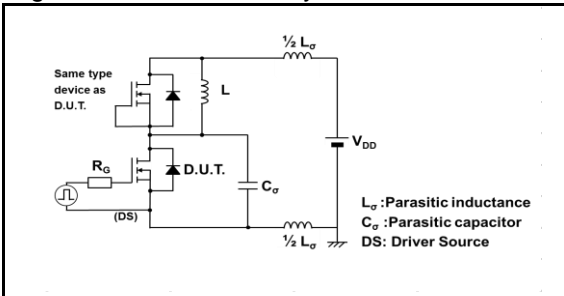 ½ Lσ
Same type
device as
D.U.T.
L
VDD
RG
D.U.T.
Cσ
(DS)
½ Lσ
Lσ :Parasitic inductance
Cσ :Parasitic capacitor
DS: Driver Source